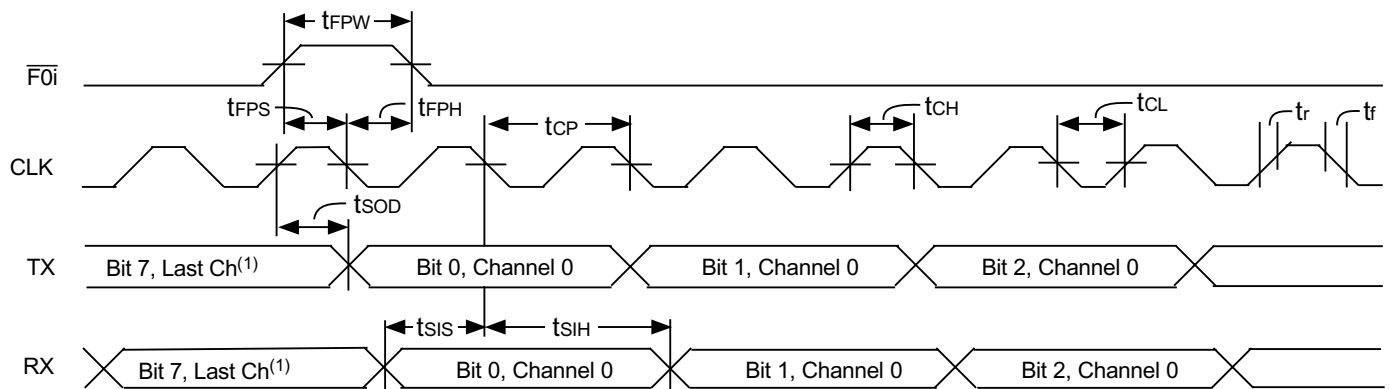 tFPW
F0i
tFPS
tFPH
tCP
tCH
tCL
tr
tf
CLK
tSOD
TX
Bit 7, Last Ch(1)
Bit 0, Channel 0
Bit 1, Channel 0
Bit 2, Channel 0
tSIS
tSIH
RX
Bit 7, Last Ch(1)
Bit 0, Channel 0
Bit 1, Channel 0
Bit 2, Channel 0